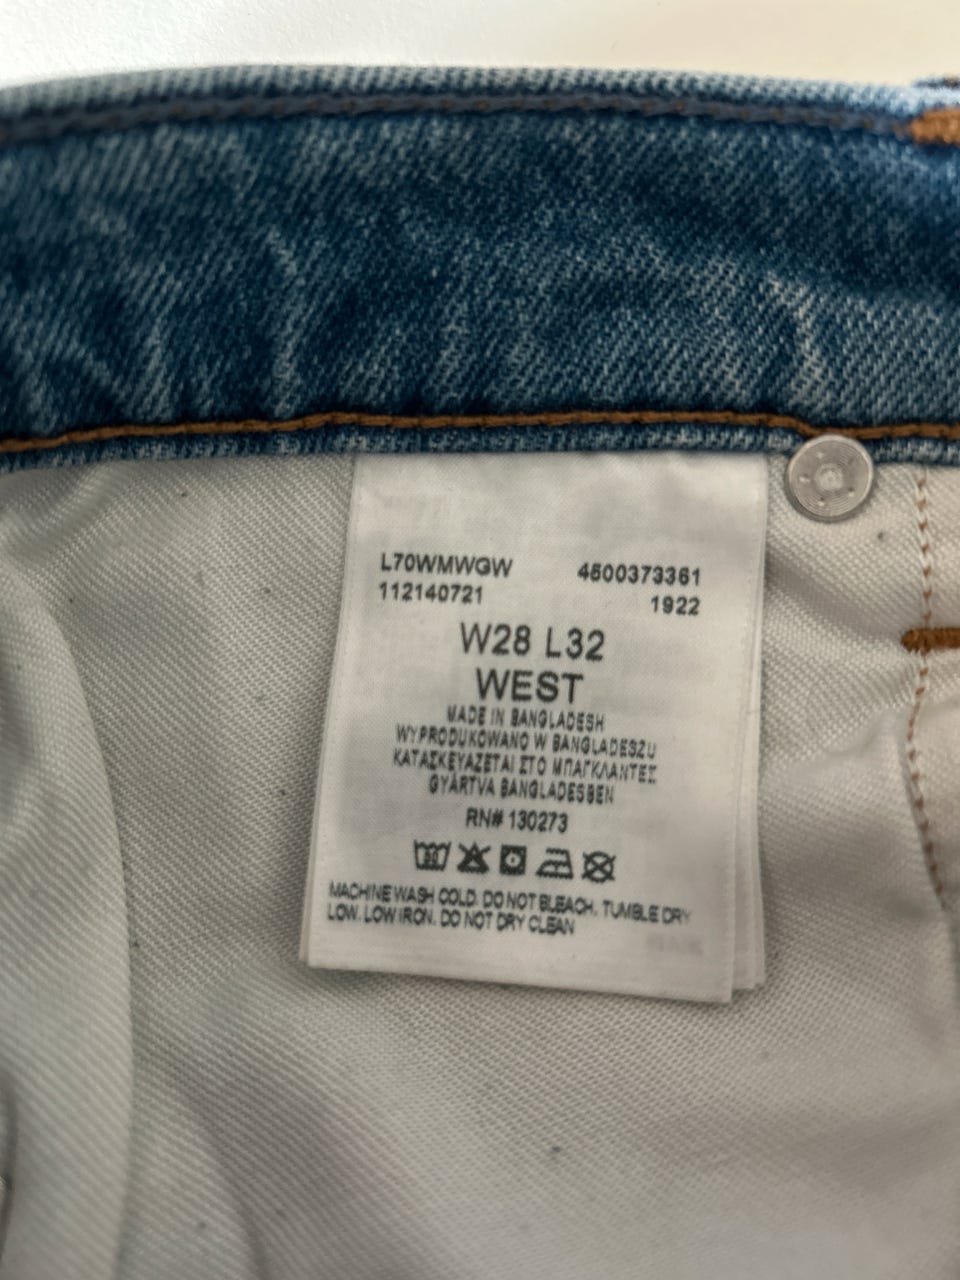 L70WMWGW 4500373361
112140721 1922
W28 L32
WEST
MADE IN BANGLADESH
WYPRODUKOWANO W BANGLADESZU
ΚΑΤΑΣΚΕΥΑΖΕΤΑΙ ΣΤΟ ΜΠΑΓΚΛΑΝΤΕΣ
GYÁRTVA BANGLADESBEN
RN# 130273
MACHINE WASH COLD. DO NOT BLEACH. TUMBLE DRY
LOW. LOW IRON. DO NOT DRY CLEAN